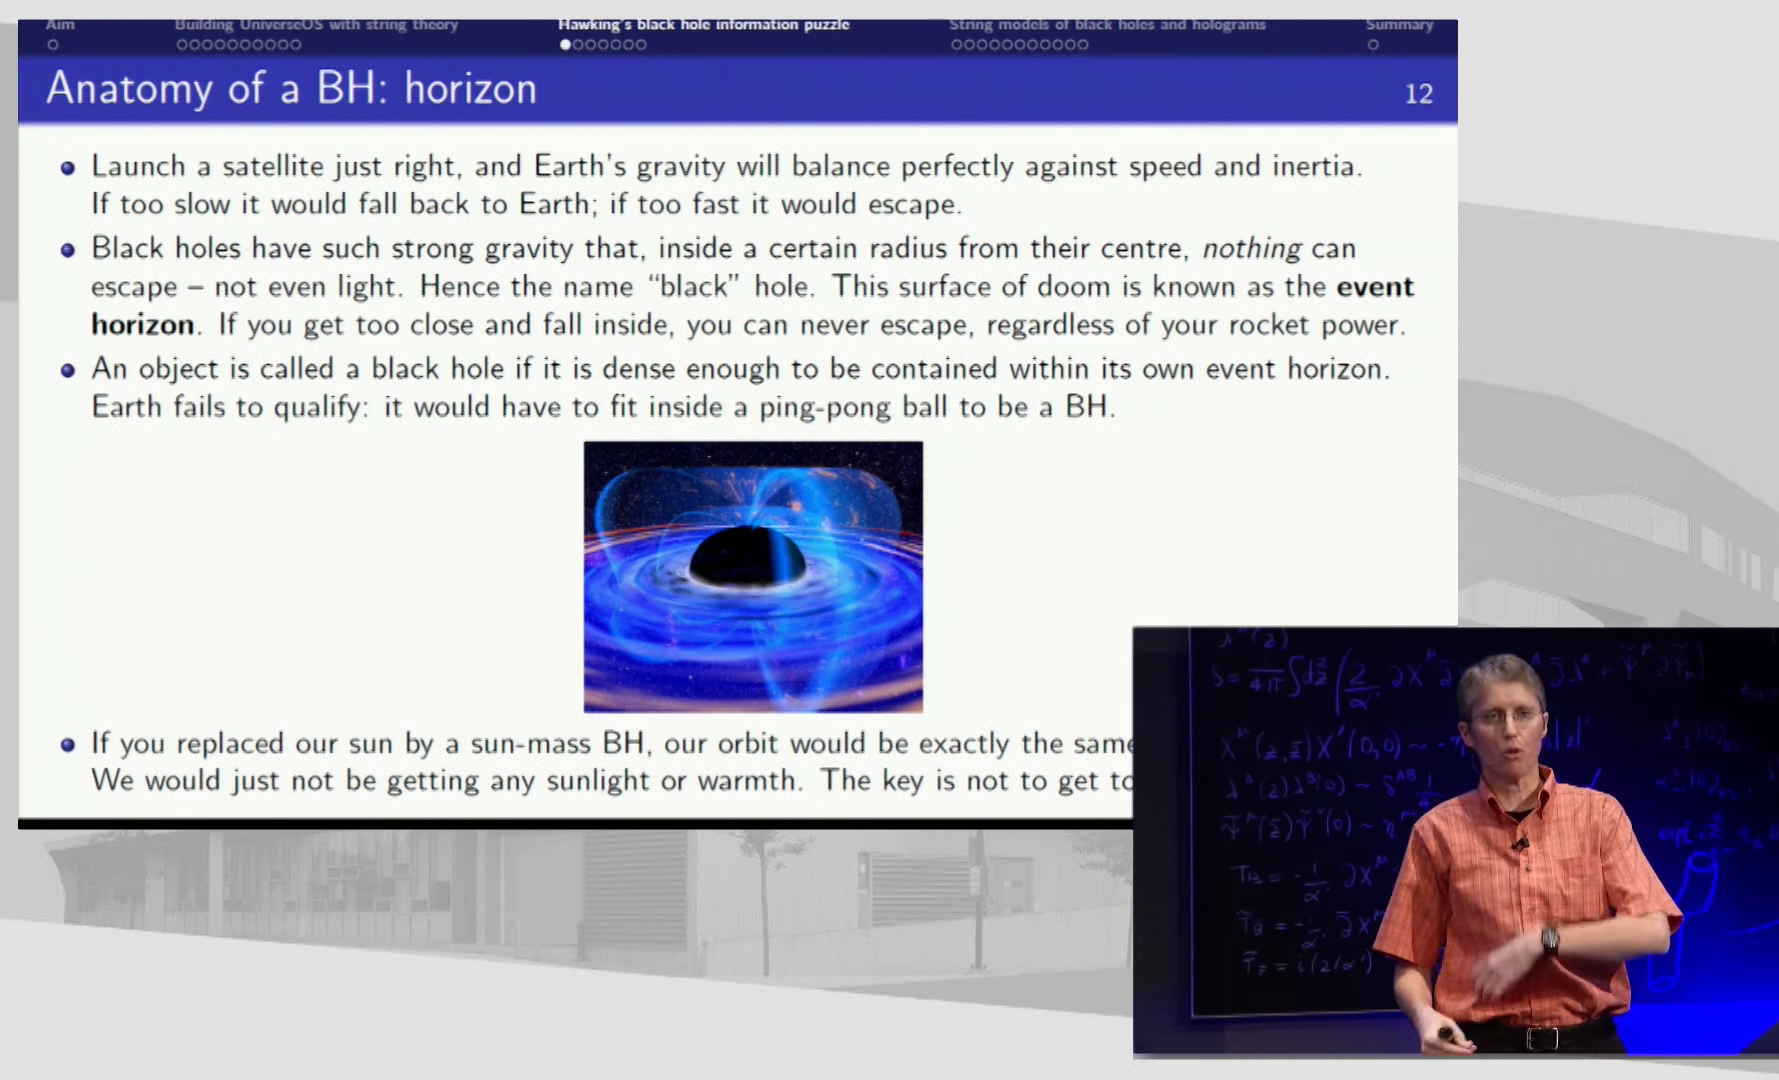 Aim
Building UniverseOS with string theory
Hawking's black hole information puzzle
String models of black holes and holograms
Summary
Anatomy of a BH: horizon
12
Launch a satellite just right, and Earth's gravity will balance perfectly against speed and inertia.
If too slow it would fall back to Earth; if too fast it would escape.
Black holes have such strong gravity that, inside a certain radius from their centre, nothing can
escape – not even light. Hence the name “black” hole. This surface of doom is known as the event
horizon. If you get too close and fall inside, you can never escape, regardless of your rocket power.
An object is called a black hole if it is dense enough to be contained within its own event horizon.
Earth fails to qualify: it would have to fit inside a ping-pong ball to be a BH.
If you replaced our sun by a sun-mass BH, our orbit would be exactly the same
We would just not be getting any sunlight or warmth. The key is not to get